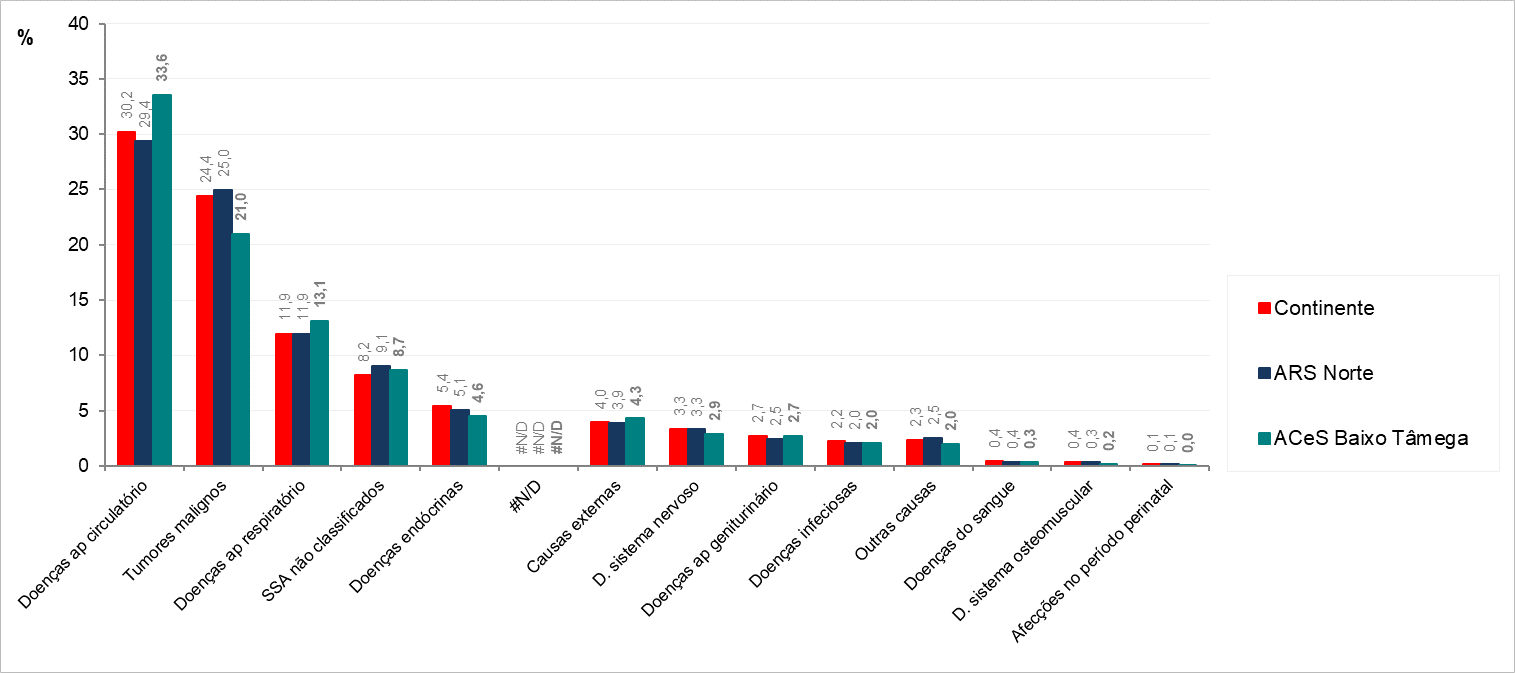 %
40
35
30
25
20
15
10
5
0
30,2
29,4
33,6
24,4
25,0
21,0
11,9
11,9
13,1
8,2
9,1
8,7
5,4
5,1
4,6
#N/D
#N/D
#N/D
4,0
3,9
4,3
3,3
3,3
2,9
2,7
2,5
2,7
2,2
2,0
2,0
2,3
2,5
2,0
0,4
0,4
0,3
0,4
0,3
0,2
0,1
0,1
0,0
Doenças ap circulatório
Tumores malignos
Doenças ap respiratório
SSA não classificados
Doenças endócrinas
#N/D
Causas externas
D. sistema nervoso
Doenças ap geniturinário
Doenças infeciosas
Outras causas
Doenças do sangue
D. sistema osteomuscular
Afecções no período perinatal
Continente
ARS Norte
ACeS Baixo Tâmega